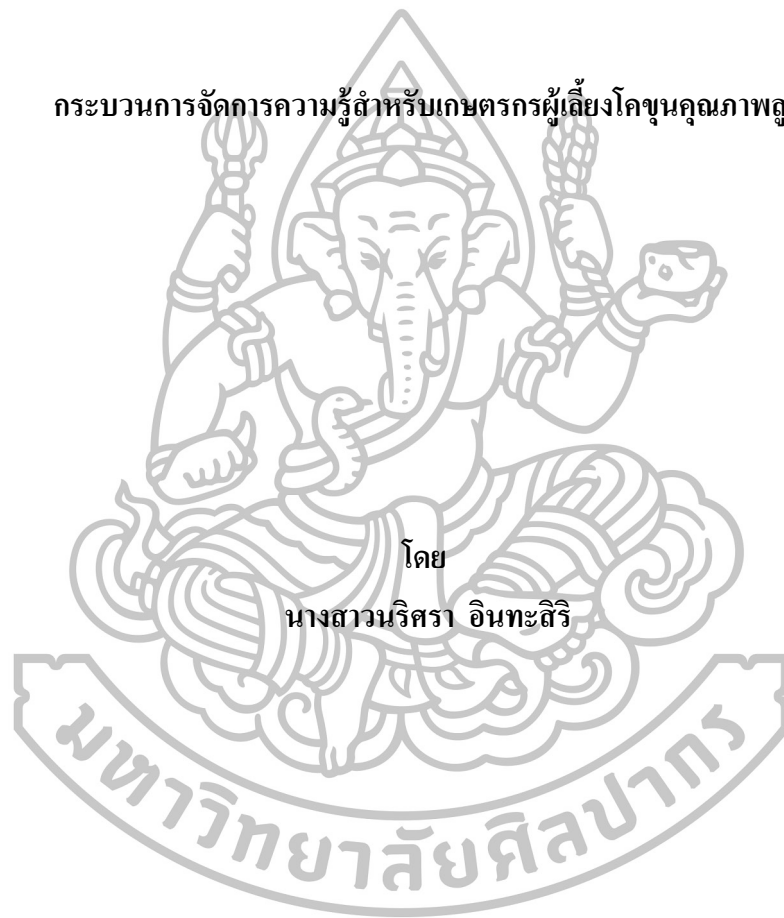 กระบวนการจัดการความรู้สำหรับเกษตรกรผู้เลี้ยงโคขุนคุณภาพสู
โดย
นางสาวนริศรา อินทะสิริ
มหาวิทยาลัยศิลปากร